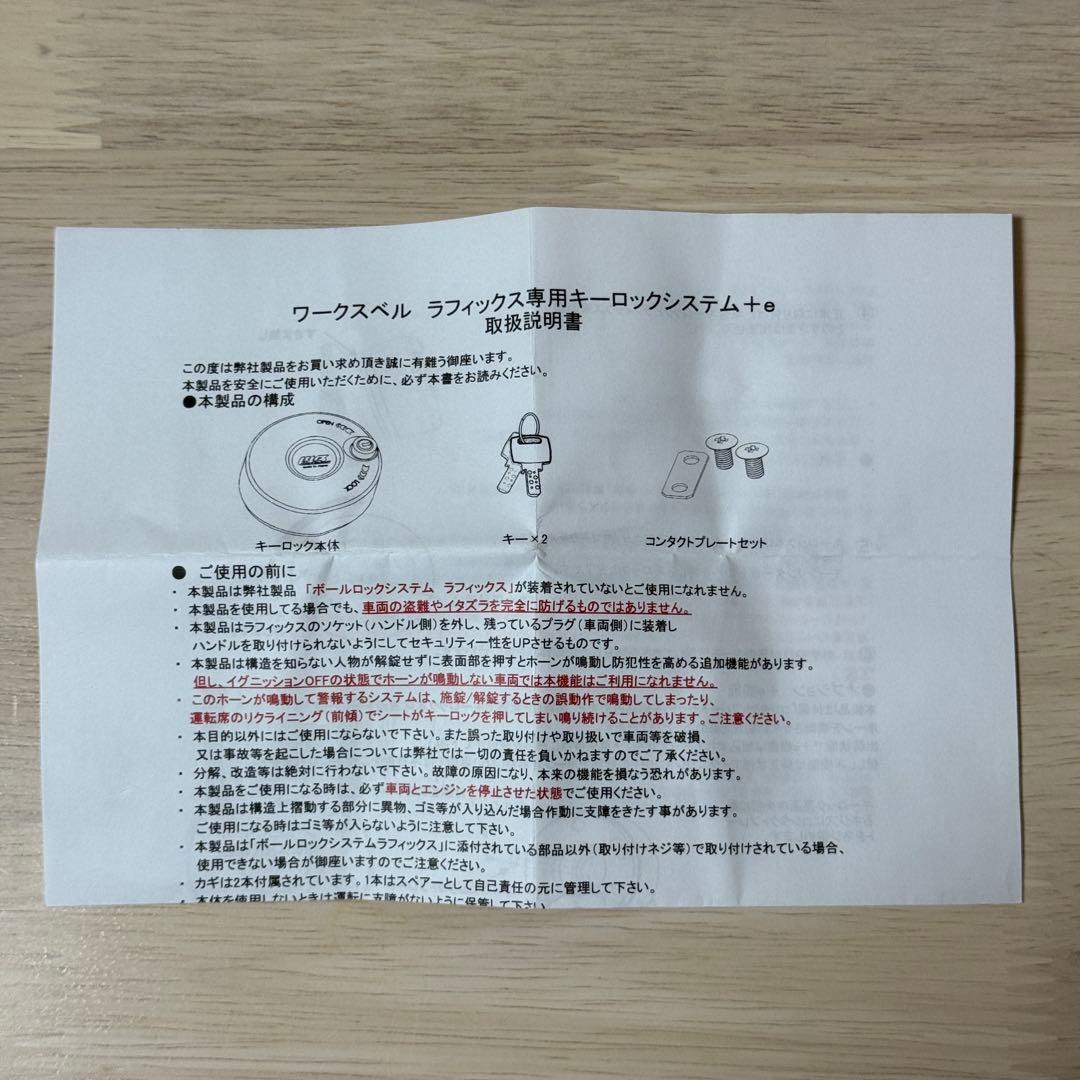 ワークスベル　ラフィックス専用キーロックシステム＋e
取扱説明書
この度は弊社製品をお買い求め頂き誠に有難う御座います。
本製品を安全にご使用いただくために、必ず本書をお読みください。
●本製品の構成
OPEN
LOCK
キーロック本体
キー×2
コンタクトプレートセット
●　ご使用の前に
・本製品は弊社製品「ボールロックシステム　ラフィックス」が装着されていないとご使用になれません。
・本製品を使用してる場合でも、車両の盗難やイタズラを完全に防げるものではありません。
・本製品はラフィックスのソケット（ハンドル側）を外し、残っているプラグ（車両側）に装着し
ハンドルを取り付けられないようにしてセキュリティー性をUPさせるものです。
・本製品は構造を知らない人物が解錠せずに表面部を押すとホーンが鳴動し防犯性を高める追加機能があります。
但し、イグニッションOFFの状態でホーンが鳴動しない車両では本機能はご利用になれません。
・このホーンが鳴動して警報するシステムは、施錠/解錠するときの誤動作で鳴動してしまったり、
運転席のリクライニング（前傾）でシートがキーロックを押してしまい鳴り続けることがあります。ご注意ください。
・本目的以外にはご使用にならないで下さい。また誤った取り付けや取り扱いで車両等を破損、
又は事故等を起こした場合については弊社では一切の責任を負いかねますのでご了承ください。
・分解、改造等は絶対に行わないで下さい。故障の原因になり、本来の機能を損なう恐れがあります。
・本製品をご使用になる時は、必ず車両とエンジンを停止させた状態でご使用ください。
・本製品は構造上摺動する部分に異物、ゴミ等が入り込んだ場合作動に支障をきたす事があります。
ご使用になる時はゴミ等が入らないように注意して下さい。
・本製品は「ボールロックシステムラフィックス」に添付されている部品以外（取り付けネジ等）で取り付けされている場合、
使用できない場合が御座いますのでご注意ください。
・カギは2本付属されています。1本はスペアーとして自己責任の元に管理して下さい。
・本体を使用しないときは運転に支障がないように保管して下さい